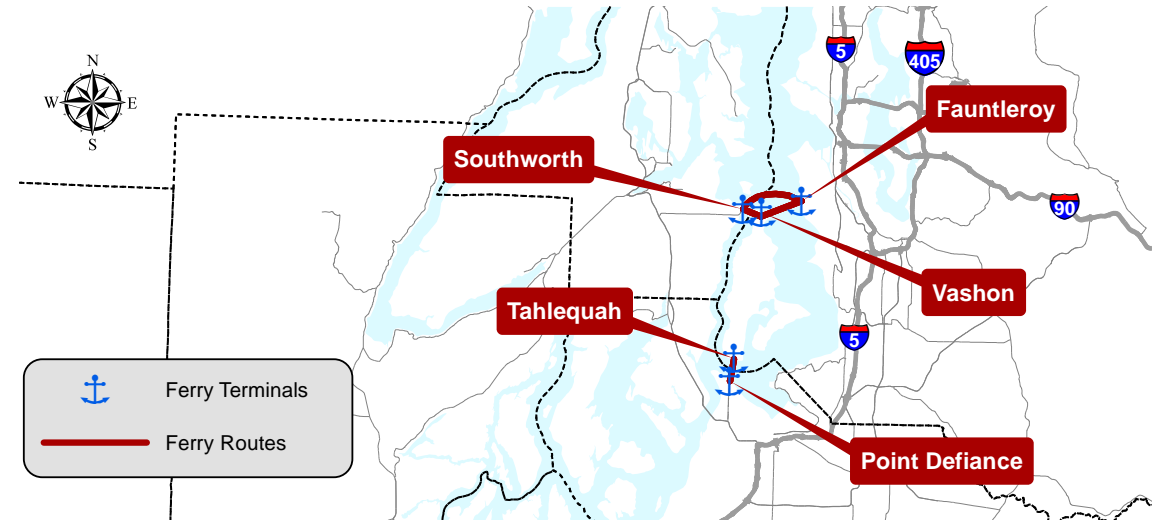 N
W
E
S
5
405
Fauntleroy
Southworth
90
Vashon
Tahlequah
5
Ferry Terminals
Ferry Routes
Point Defiance